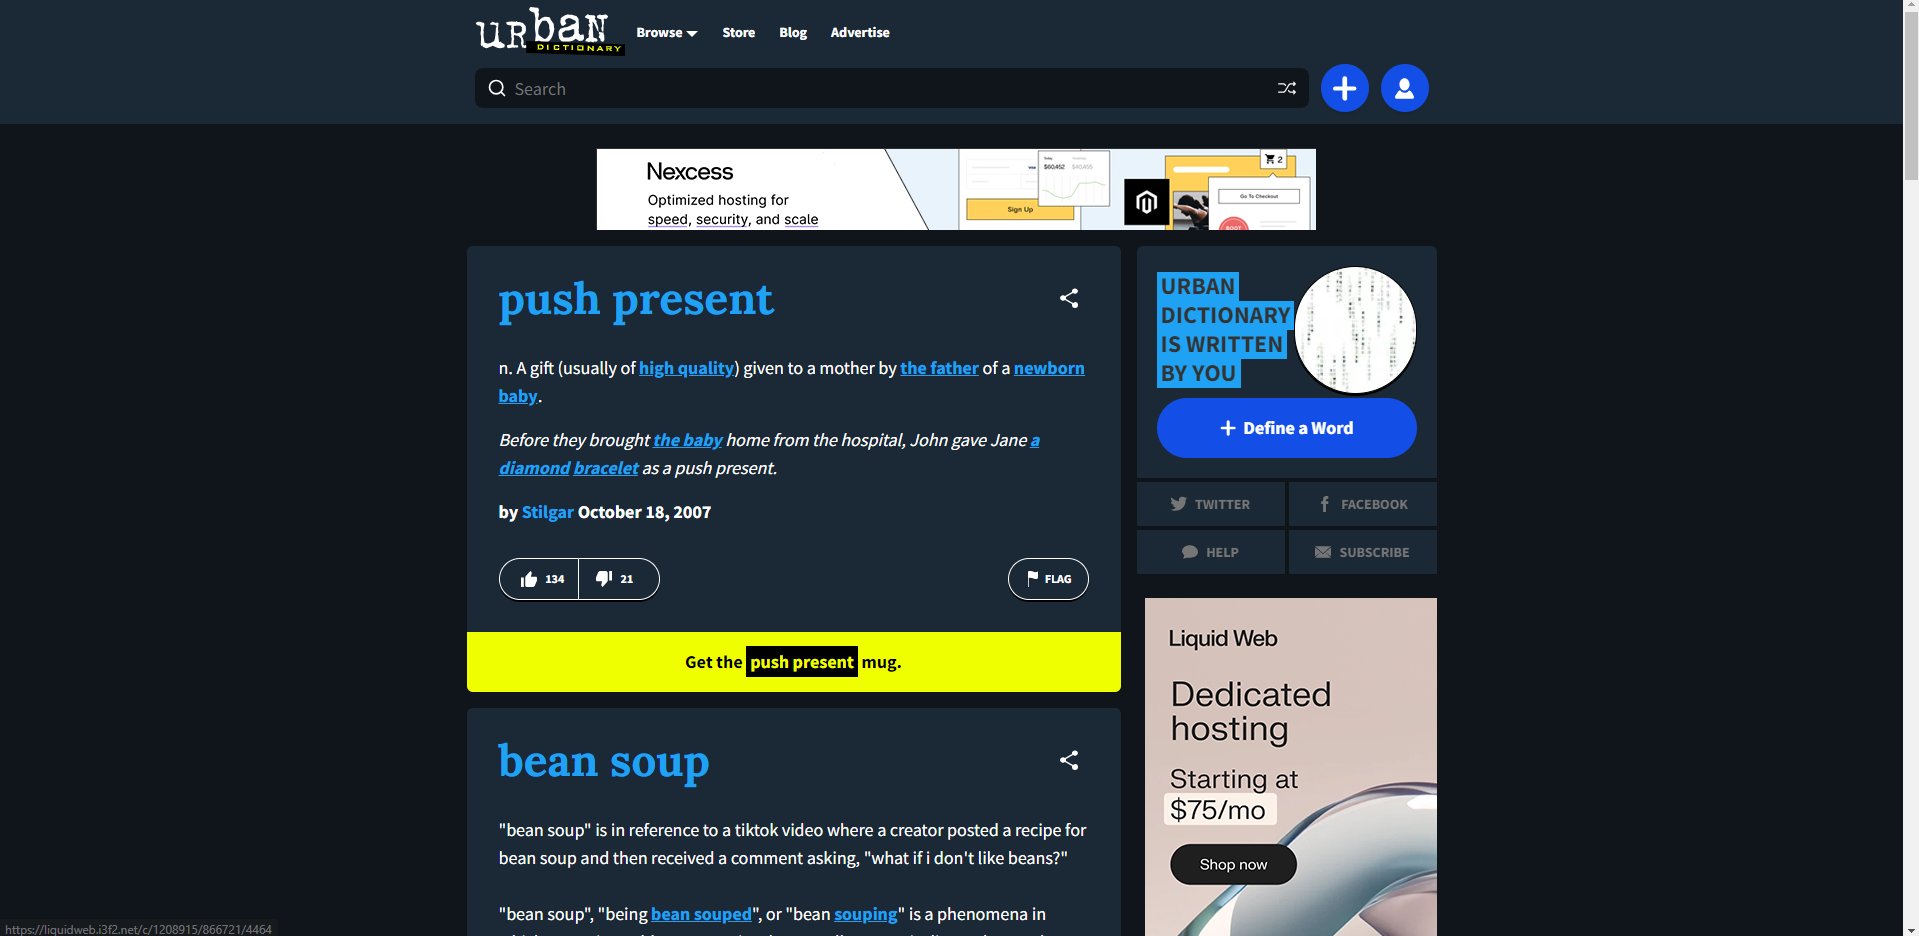 urban
DICTIONARY
Browse
Store
Blog
Advertise
Search
Nexcess
Optimized hosting for
speed, security, and scale
Today
$60,452
$40,455
VISA
Sign Up
2
Go To Checkout
push present
n. A gift (usually of high quality) given to a mother by the father of a newborn
baby.
Before they brought the baby home from the hospital, John gave Jane a
diamond bracelet as a push present.
by Stilgar October 18, 2007
134
21
FLAG
Get the push present mug.
URBAN
DICTIONARY
IS WRITTEN
BY YOU
Define a Word
TWITTER
FACEBOOK
HELP
SUBSCRIBE
Liquid Web
Dedicated
hosting
Starting at
$75/mo
Shop now
bean soup
"bean soup" is in reference to a tiktok video where a creator posted a recipe for
bean soup and then received a comment asking, "what if i don't like beans?"
"bean soup", "being bean souped", or "bean souping" is a phenomena in
https://liquidweb.i3f2.net/c/1208915/866721/4464